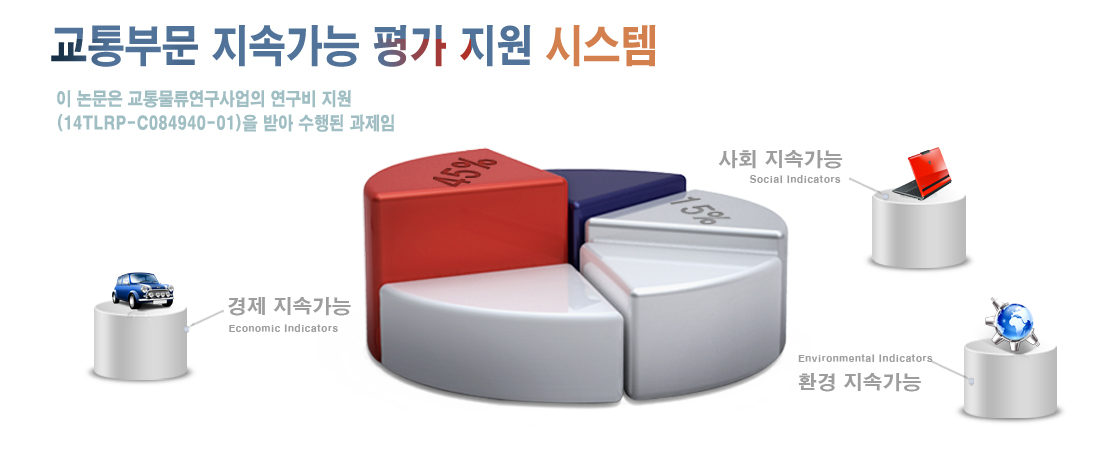 교통부문 지속가능 평가 지원 시스템
이 논문은 교통물류연구사업의 연구비 지원
(14TLRP-C084940-01)을 받아 수행된 과제임
45%
15%
사회 지속가능
Social Indicators
경제 지속가능
Economic Indicators
Environmental Indicators
환경 지속가능